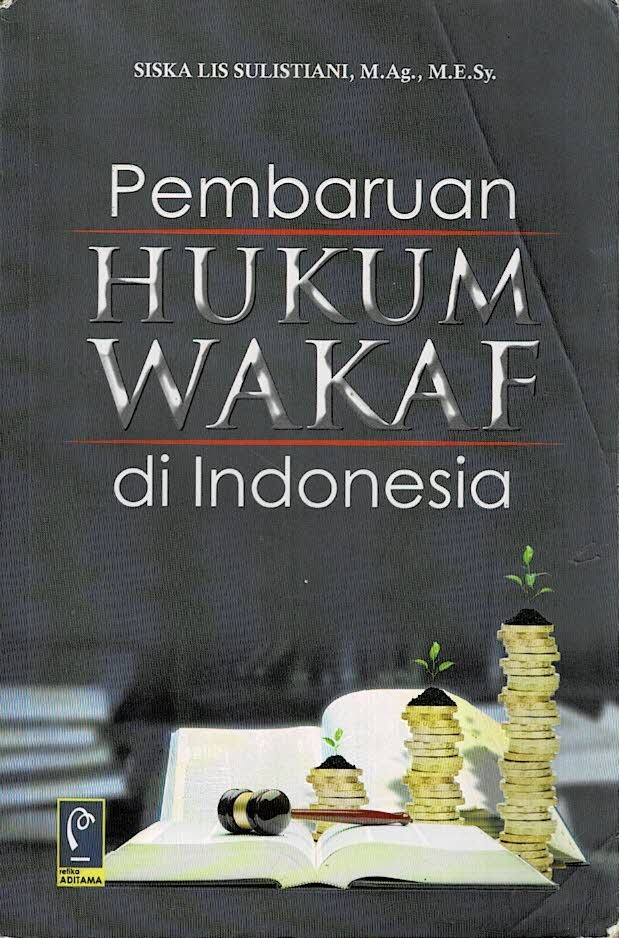 SISKA LIS SULISTIANI, M.Ag., M.E.Sy.
Pembaruan
HUKUM
WAKAF
di Indonesia
refika
ADITAMA